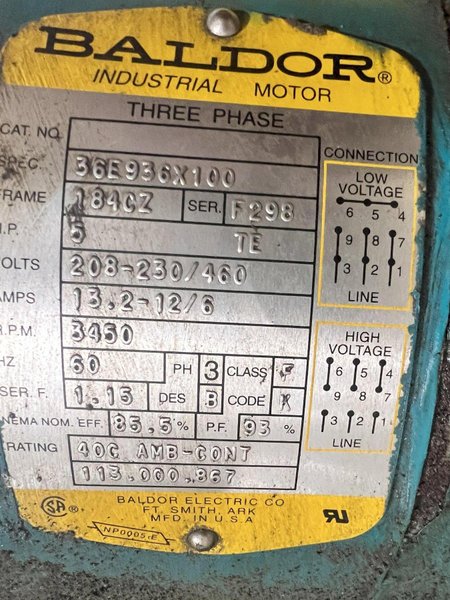 BALDOR®
INDUSTRIAL MOTOR
THREE PHASE
CAT. NO.
SPEC. 36E936X100
FRAME 184CZ SER. F298
H.P. 5 TE
VOLTS 208-230/460
AMPS 13.2-12/6
R.P.M. 3450
HZ 60 PH 3 CLASS F
SER. F. 1.15 DES B CODE
NEMA NOM. EFF. 85.5% P.F. 93 %
RATING 40C AMB-CONT
113.000.867
CONNECTION
LOW
VOLTAGE
6 5 4
9 8 7
3 2 1
LINE
HIGH
VOLTAGE
6 5 4
9 8 7
3 2 1
LINE
BALDOR ELECTRIC CO
FT. SMITH, ARK
MFD. IN U.S.A
SA
NP0005-E